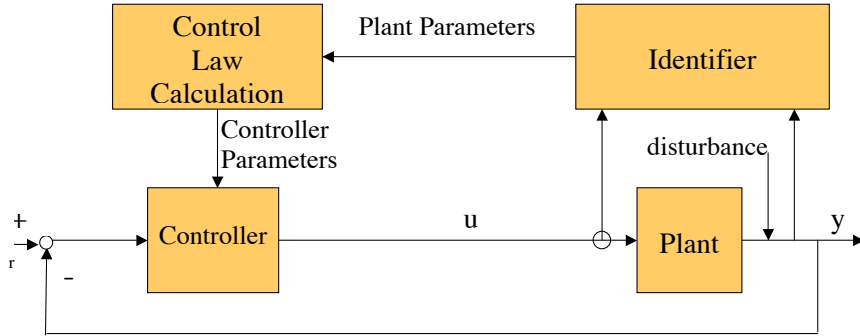 Control
Law
Calculation
Plant Parameters
Identifier
Controller
Parameters
disturbance
+
r
-
Controller
u
Plant
y